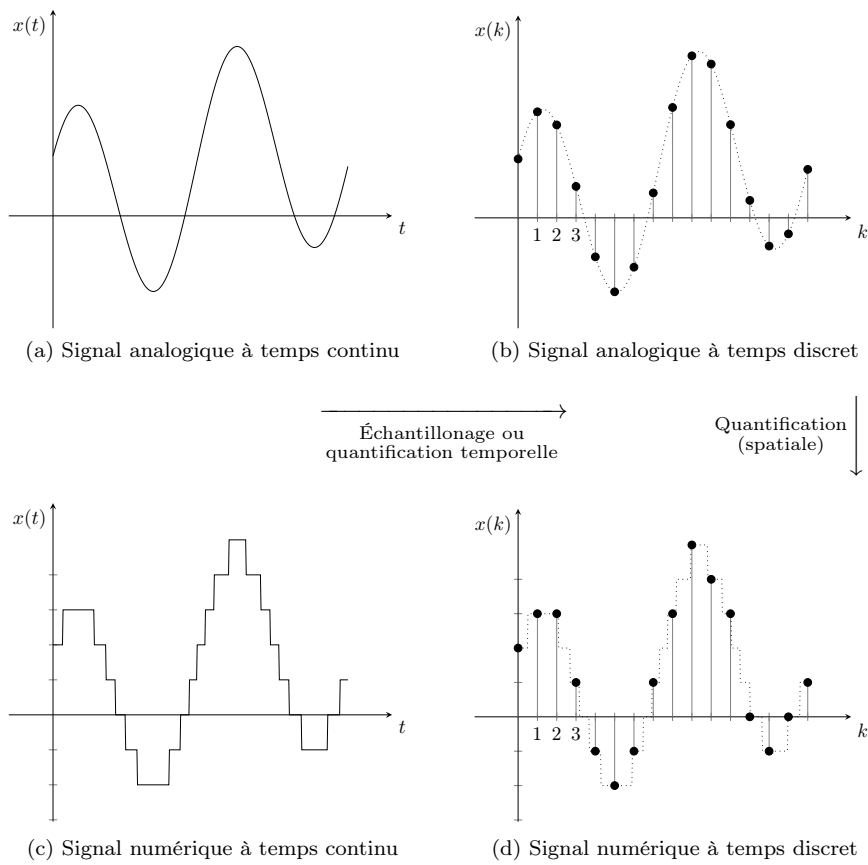 x(t)
t
(a) Signal analogique à temps continu
x(k)
1 2 3
k
(b) Signal analogique à temps discret
Échantillonage ou
quantification temporelle
Quantification
(spatiale)
x(t)
t
(c) Signal numérique à temps continu
x(k)
1 2 3
k
(d) Signal numérique à temps discret